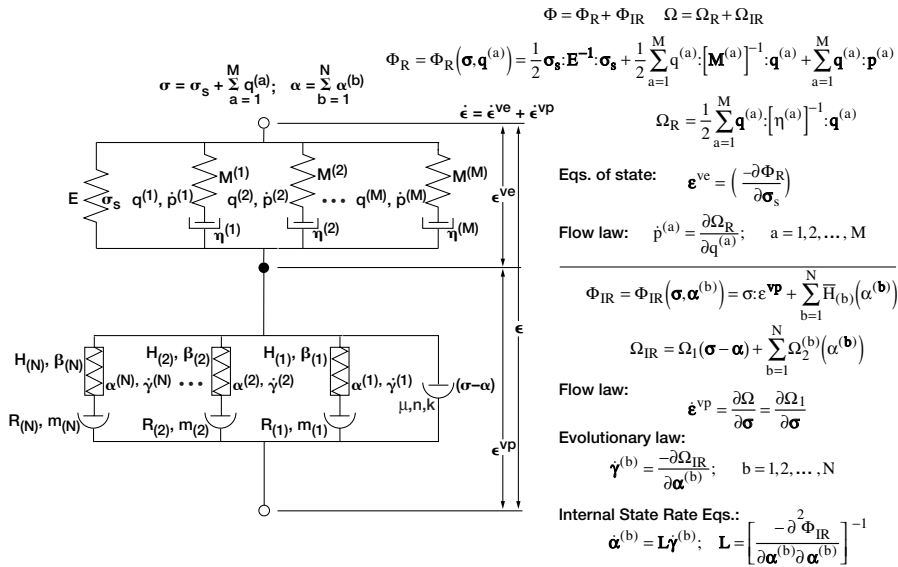 σ = σ_s + Σ_{a = 1}^{M} q^(a); α = Σ_{b = 1}^{N} α^(b)
ε̇ = ε̇^ve + ε̇^vp
E σ_s
M^(1) M^(2) M^(M)
q^(1), ṗ^(1) q^(2), ṗ^(2) ••• q^(M), ṗ^(M)
η^(1) η^(2) η^(M)
ϵ^ve
ϵ
ϵ^vp
H_(N), β_(N) H_(2), β_(2) H_(1), β_(1)
α^(N), γ̇^(N) ••• α^(2), γ̇^(2) α^(1), γ̇^(1) (σ–α)
μ,n,k
R_(N), m_(N) R_(2), m_(2) R_(1), m_(1)
Φ = Φ_R + Φ_IR Ω = Ω_R + Ω_IR
Φ_R = Φ_R(σ, q^(a)) = 1/2 σ_s:E^-1:σ_s + 1/2 Σ_{a=1}^{M} q^(a):[M^(a)]^-1:q^(a) + Σ_{a=1}^{M} q^(a):p^(a)
Ω_R = 1/2 Σ_{a=1}^{M} q^(a):[η^(a)]^-1:q^(a)
Eqs. of state: ε^ve = (-∂Φ_R/∂σ_s)
Flow law: ṗ^(a) = ∂Ω_R/∂q^(a); a = 1,2,..., M
Φ_IR = Φ_IR(σ, α^(b)) = σ:ε^vp + Σ_{b=1}^{N} H̅_(b)(α^(b))
Ω_IR = Ω_1(σ – α) + Σ_{b=1}^{N} Ω_2^(b)(α^(b))
Flow law:
ε̇^vp = ∂Ω/∂σ = ∂Ω_1/∂σ
Evolutionary law:
γ̇^(b) = -∂Ω_IR/∂α^(b); b = 1,2,..., N
Internal State Rate Eqs.:
α̇^(b) = Lγ̇^(b); L = [-∂^2Φ_IR/∂α^(b)∂α^(b)]^-1